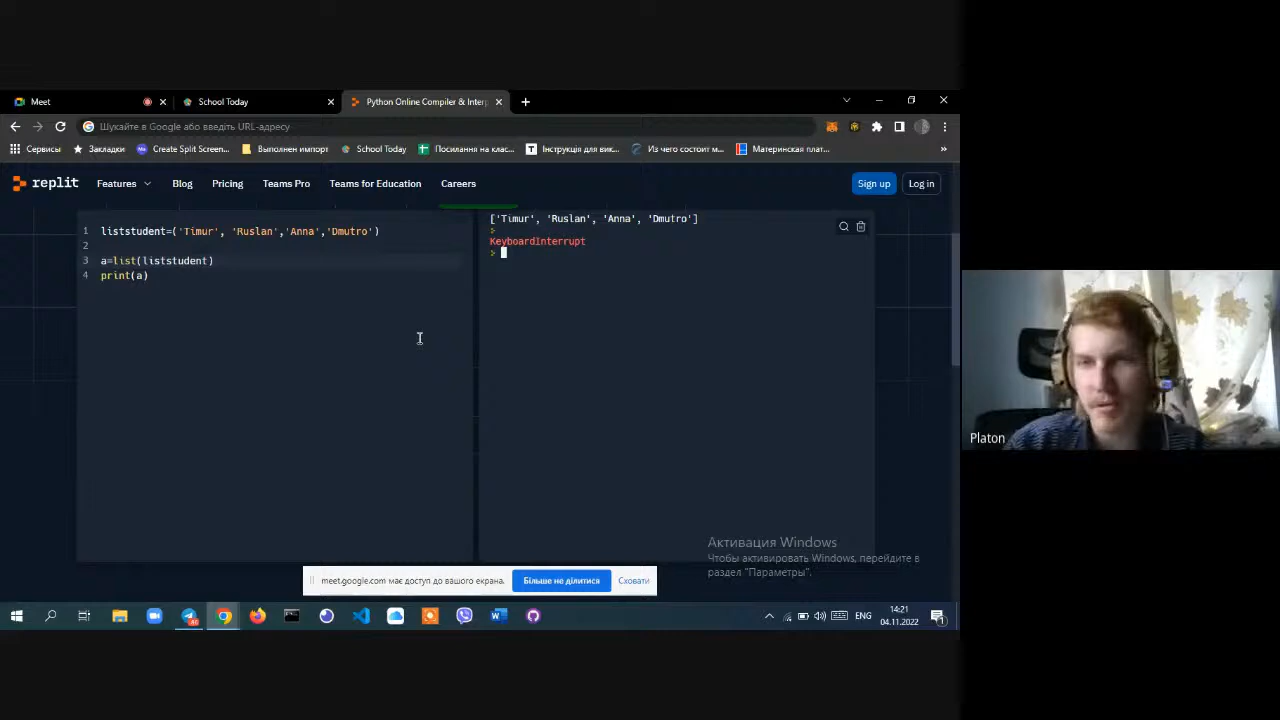 Meet
School Today
Python Online Compiler & Interp
Шукайте в Google або введіть URL-адресу
Сервисы
Закладки
Create Split Screen...
Выполнен импорт
School Today
Посилання на клас...
Інструкція для вик...
Из чего состоит м...
Материнская плат...
»
replit
Features
Blog
Pricing
Teams Pro
Teams for Education
Careers
Sign up
Log in
1 liststudent=('Timur', 'Ruslan','Anna','Dmutro')
2
3 a=list(liststudent)
4 print(a)
['Timur', 'Ruslan', 'Anna', 'Dmutro']
>
KeyboardInterrupt
>
Platon
Активация Windows
Чтобы активировать Windows, перейдите в
раздел "Параметры".
meet.google.com має доступ до вашого екрана.
Більше не ділитися
Сховати
ENG
14:21
04.11.2022
1